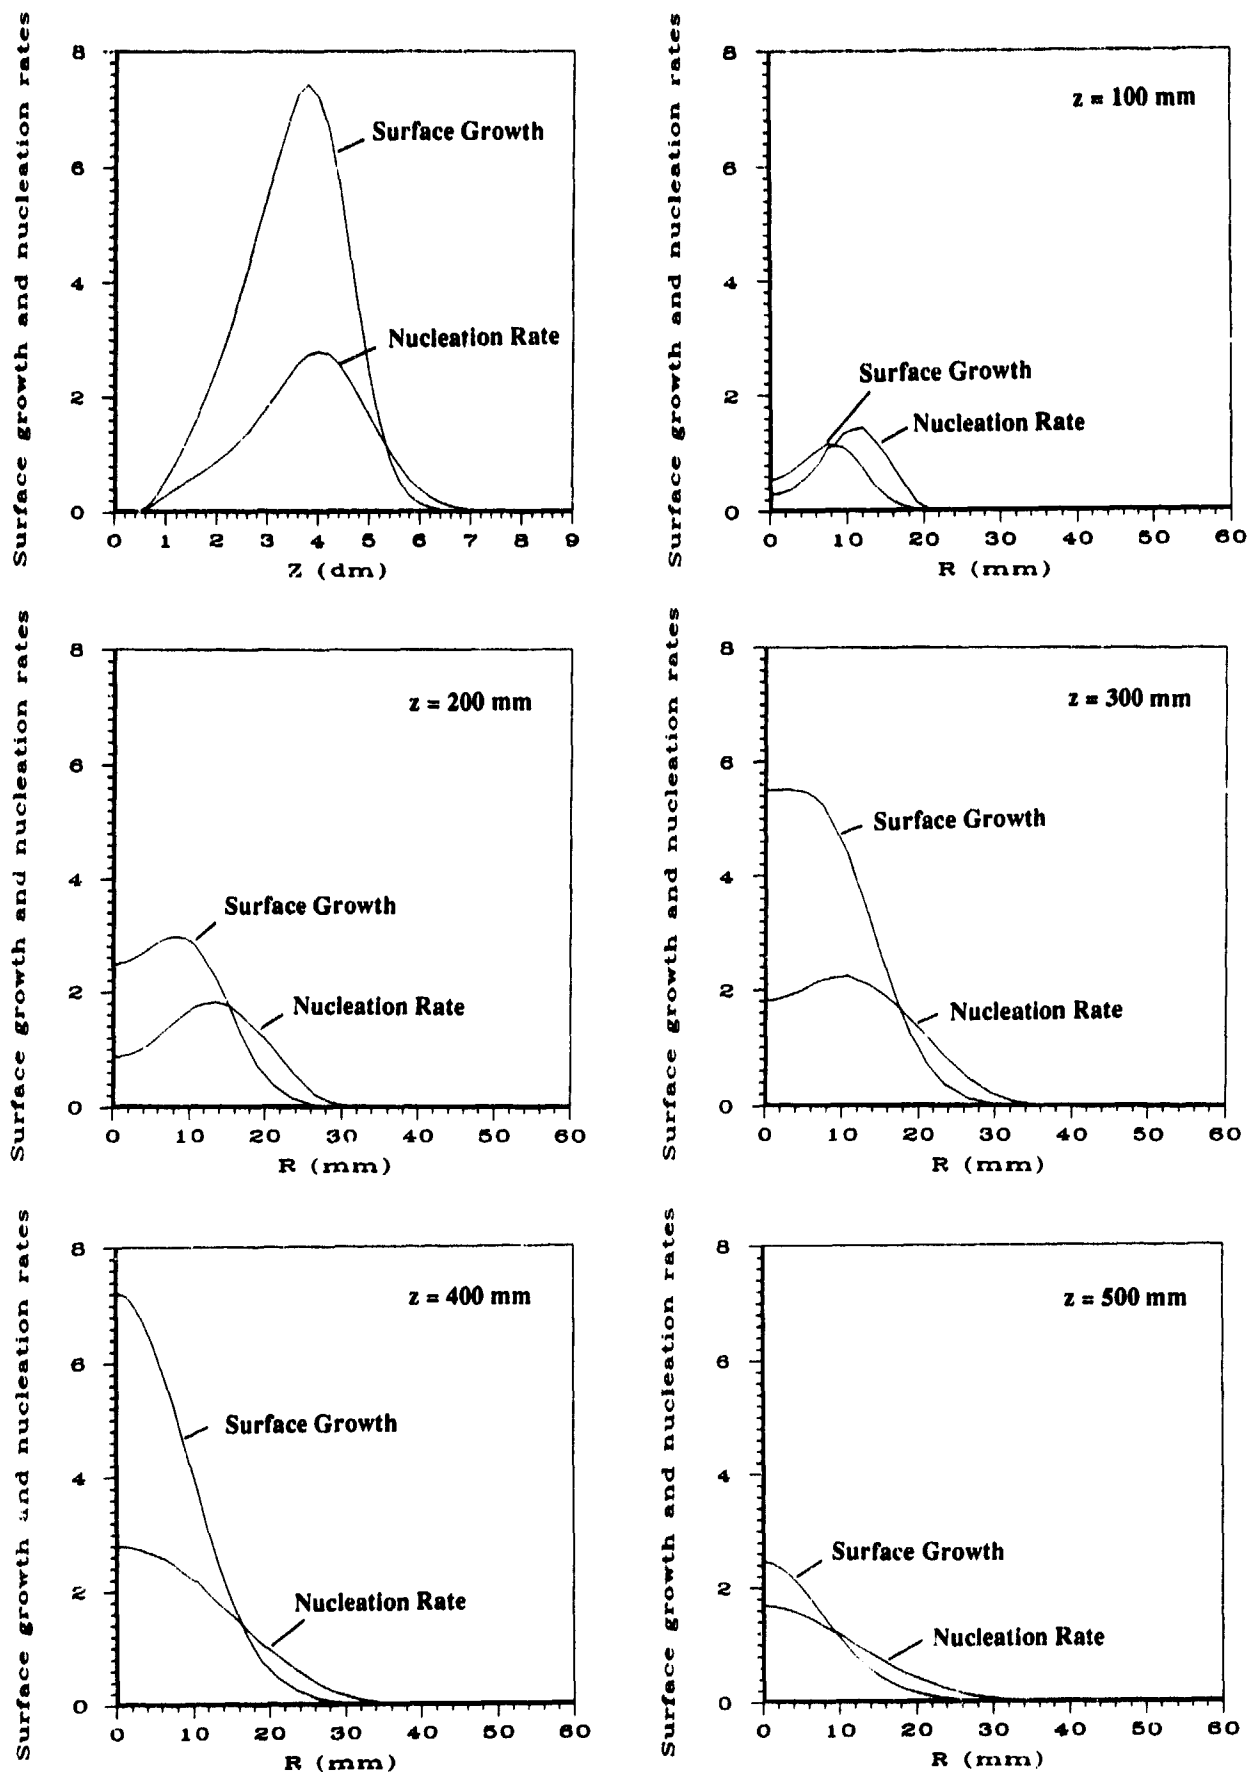 Surface growth and nucleation rates
8
6
4
2
0
Surface Growth
Nucleation Rate
0 1 2 3 4 5 6 7 8 9
Z (dm)
Surface growth and nucleation rates
8
6
4
2
0
z = 100 mm
Surface Growth
Nucleation Rate
0 10 20 30 40 50 60
R (mm)
Surface growth and nucleation rates
8
6
4
2
0
z = 200 mm
Surface Growth
Nucleation Rate
0 10 20 30 40 50 60
R (mm)
Surface growth and nucleation rates
8
6
4
2
0
z = 300 mm
Surface Growth
Nucleation Rate
0 10 20 30 40 50 60
R (mm)
Surface growth and nucleation rates
8
6
4
2
0
z = 400 mm
Surface Growth
Nucleation Rate
0 10 20 30 40 50 60
R (mm)
Surface growth and nucleation rates
8
6
4
2
0
z = 500 mm
Surface Growth
Nucleation Rate
0 10 20 30 40 50 60
R (mm)